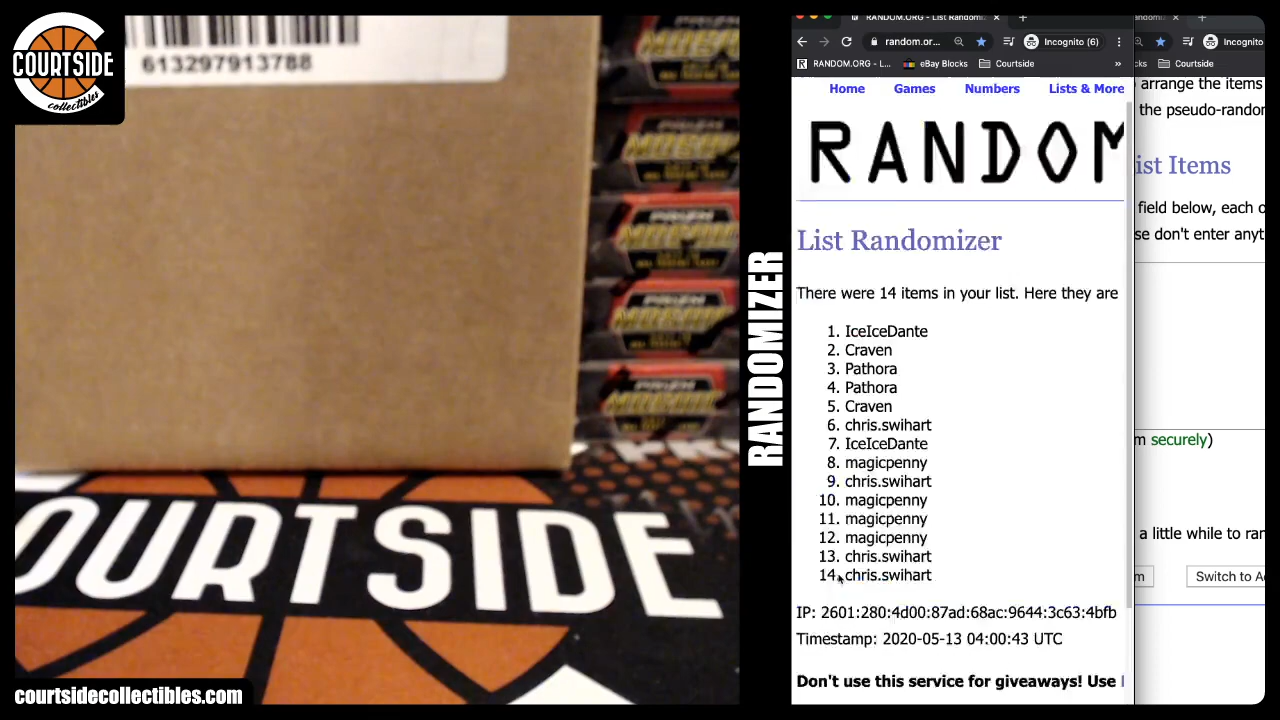 COURTSIDE
collectibles
613297913788
COURTSIDE
courtsidecollectibles.com
RANDOMIZER
RANDOM.ORG - List Random
random.or...
Incognito (6)
Incognito
RANDOM.ORG - L...
eBay Blocks
Courtside
»
Courtside
Home
Games
Numbers
Lists & More
RANDOM
List Randomizer
There were 14 items in your list. Here they are
1. IceIceDante
2. Craven
3. Pathora
4. Pathora
5. Craven
6. chris.swihart
7. IceIceDante
8. magicpenny
9. chris.swihart
10. magicpenny
11. magicpenny
12. magicpenny
13. chris.swihart
14. chris.swihart
IP: 2601:280:4d00:87ad:68ac:9644:3c63:4bfb
Timestamp: 2020-05-13 04:00:43 UTC
Don't use this service for giveaways! Use
arrange the items
the pseudo-random
ist Items
field below, each
se don't enter anyt
m securely)
a little while to ran
m
Switch to Ad